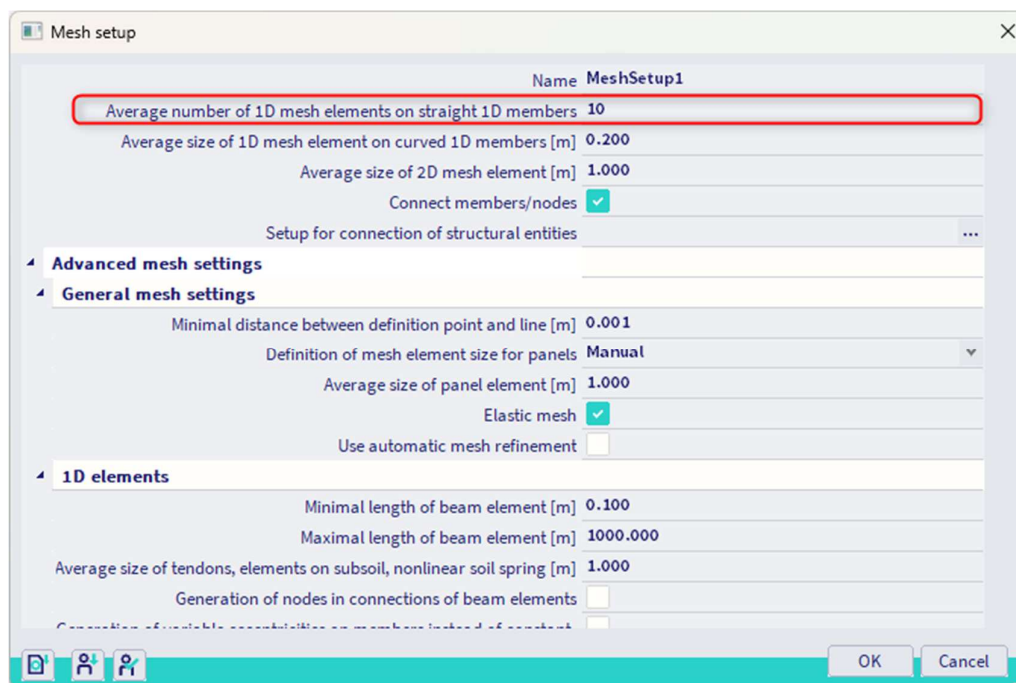 Mesh setup
Name MeshSetup1
Average number of 1D mesh elements on straight 1D members 10
Average size of 1D mesh element on curved 1D members [m] 0.200
Average size of 2D mesh element [m] 1.000
Connect members/nodes
Setup for connection of structural entities ...
Advanced mesh settings
General mesh settings
Minimal distance between definition point and line [m] 0.001
Definition of mesh element size for panels Manual
Average size of panel element [m] 1.000
Elastic mesh
Use automatic mesh refinement
1D elements
Minimal length of beam element [m] 0.100
Maximal length of beam element [m] 1000.000
Average size of tendons, elements on subsoil, nonlinear soil spring [m] 1.000
Generation of nodes in connections of beam elements
OK Cancel